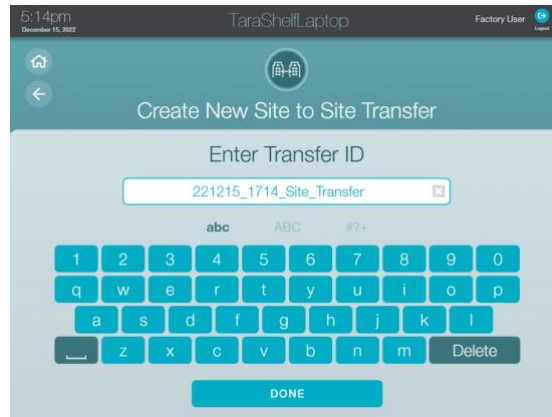 5:14pm
December 15, 2022
TaraShelfLaptop
Factory User
Logout
Create New Site to Site Transfer
Enter Transfer ID
221215_1714_Site_Transfer
abc ABC #?+
1 2 3 4 5 6 7 8 9 0
q w e r t y u i o p
a s d f g h j k l
z x c v b n m Delete
DONE